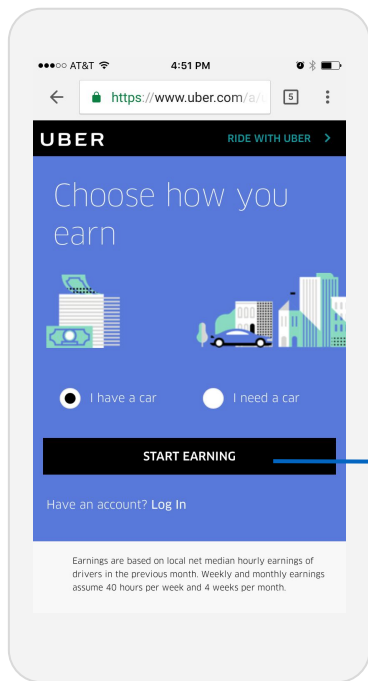 AT&T 4:51 PM
https://www.uber.com/a/ 5
UBER RIDE WITH UBER >
Choose how you
earn
I have a car I need a car
START EARNING
Have an account? Log In
Earnings are based on local net median hourly earnings of
drivers in the previous month. Weekly and monthly earnings
assume 40 hours per week and 4 weeks per month.